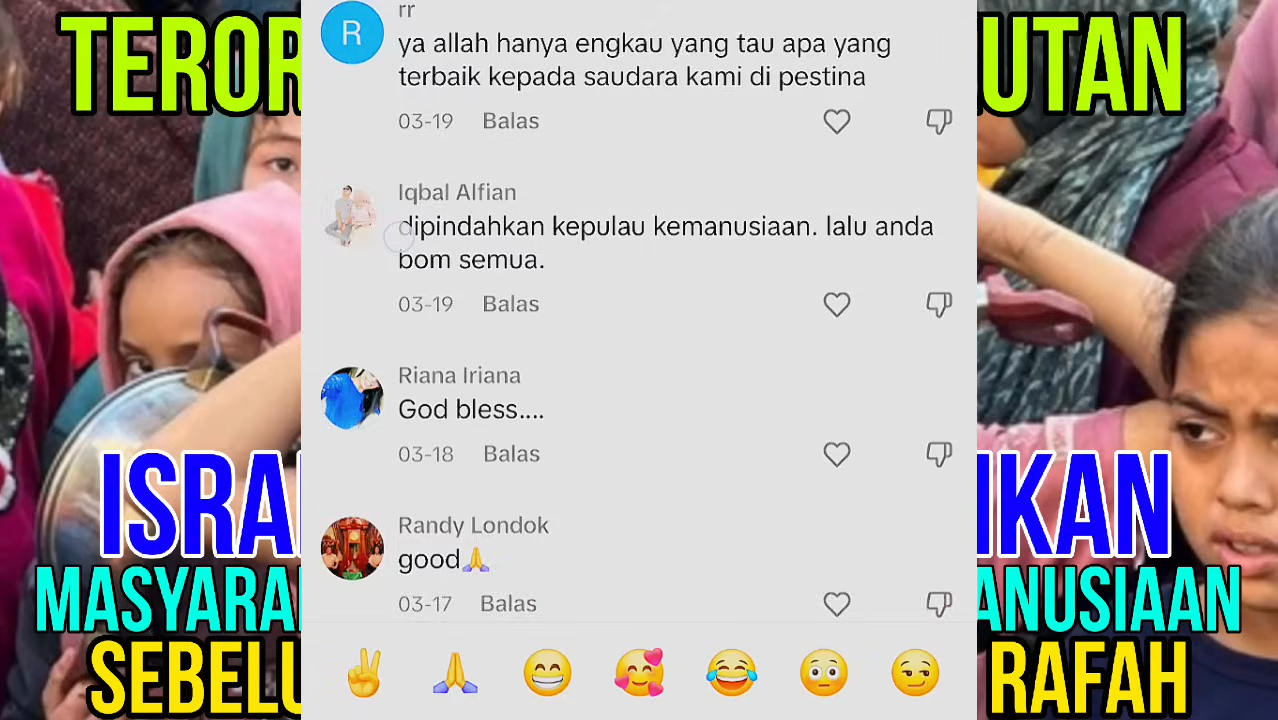 TEROR
UTAN
R
rr
ya allah hanya engkau yang tau apa yang
terbaik kepada saudara kami di pestina
03-19 Balas
Iqbal Alfian
dipindahkan kepulau kemanusiaan. lalu anda
bom semua.
03-19 Balas
Riana Iriana
God bless....
03-18 Balas
Randy Londok
good🙏
03-17 Balas
ISRA
IKAN
MASYARA
ANUSIAAN
SEBELU
RAFAH